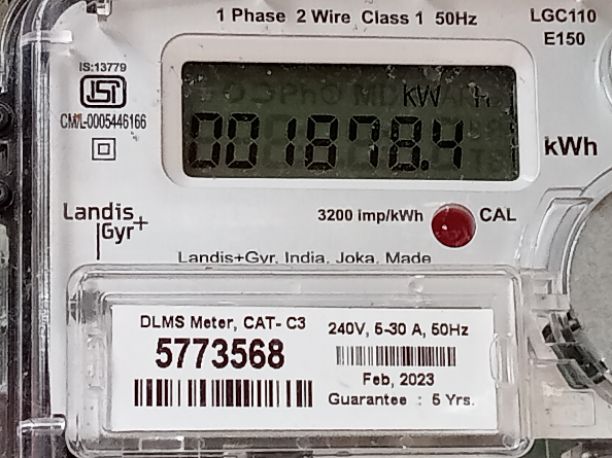 1 Phase 2 Wire Class 1 50Hz
LGC110
E150
IS:13779
ISI
CM/L-0005446166
kW h
001878.4
kWh
Landis
Gyr+
3200 imp/kWh
CAL
Landis+Gyr, India, Joka, Made
DLMS Meter, CAT- C3
5773568
240V, 5-30 A, 50Hz
Feb, 2023
Guarantee : 5 Yrs.